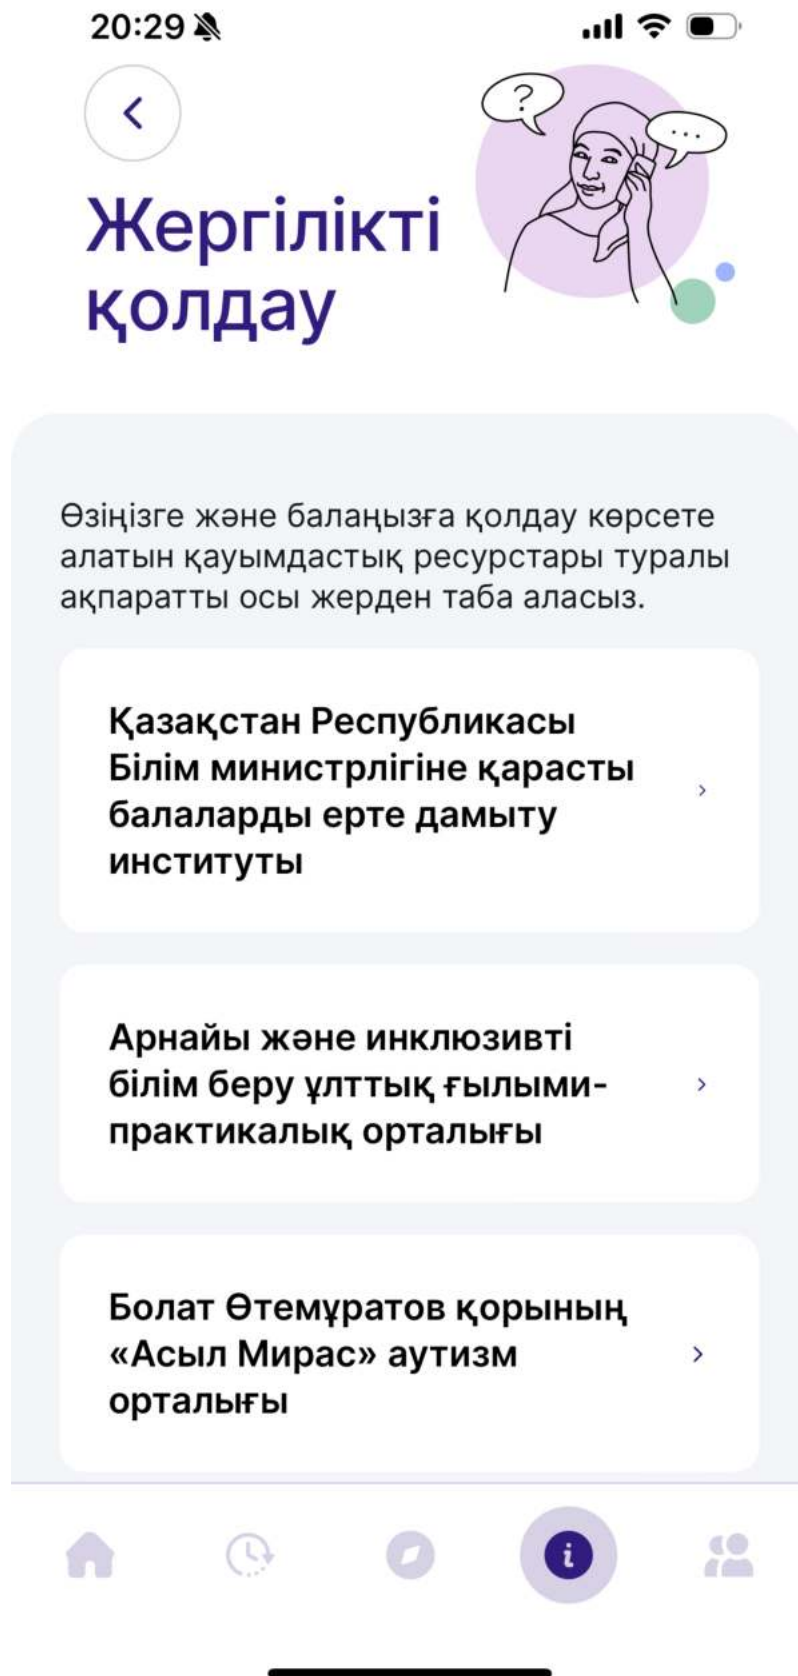 20:29
?
...
Жергілікті
қолдау
Өзіңізге және балаңызға қолдау көрсете
алатын қауымдастық ресурстары туралы
ақпаратты осы жерден таба аласыз.
Қазақстан Республикасы
Білім министрлігіне қарасты
балаларды ерте дамыту
институты
Арнайы және инклюзивті
білім беру ұлттық ғылыми-
практикалық орталығы
Болат Өтемұратов қорының
«Асыл Мирас» аутизм
орталығы
i